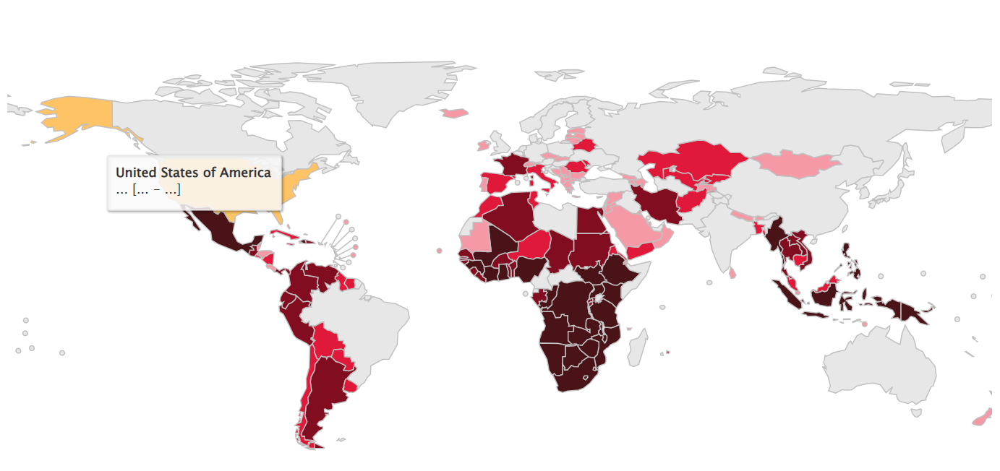 United States of America
... [... – ...]